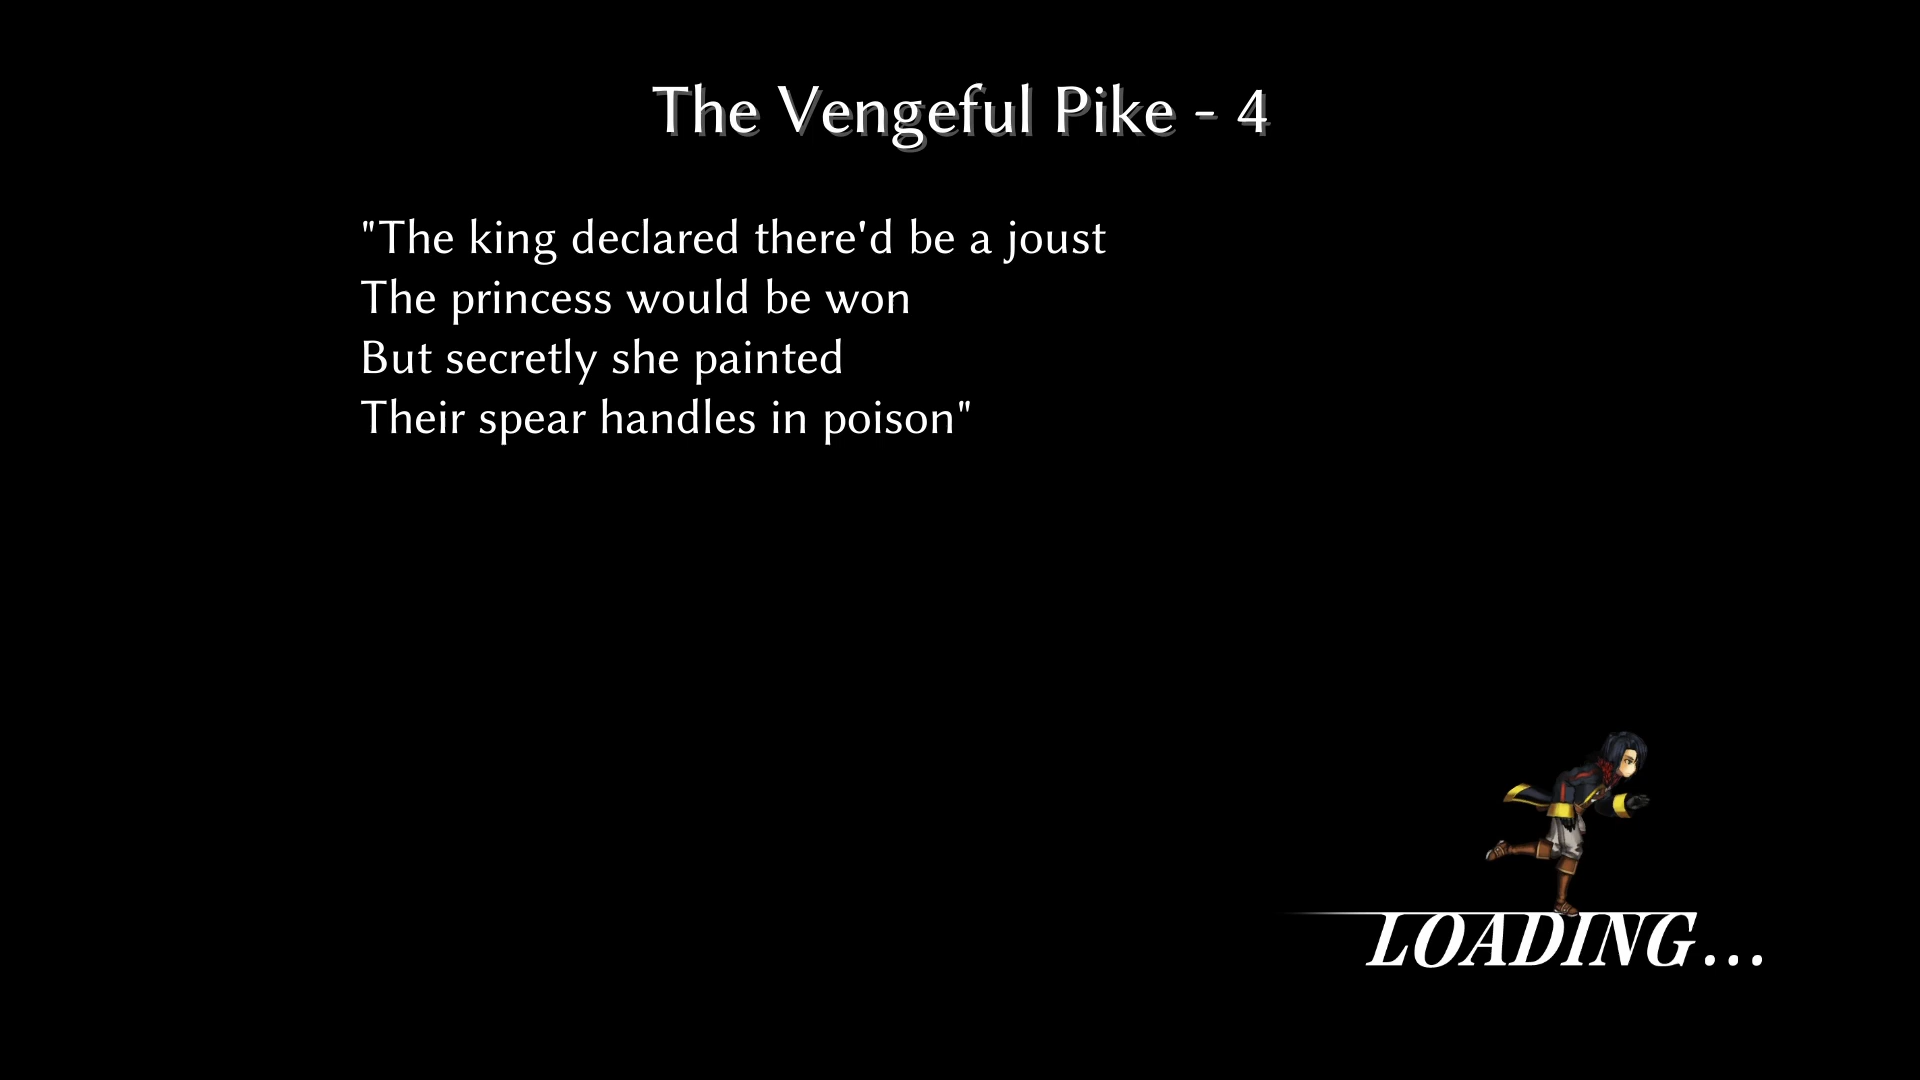 The Vengeful Pike - 4
"The king declared there'd be a joust
The princess would be won
But secretly she painted
Their spear handles in poison"
LOADING...